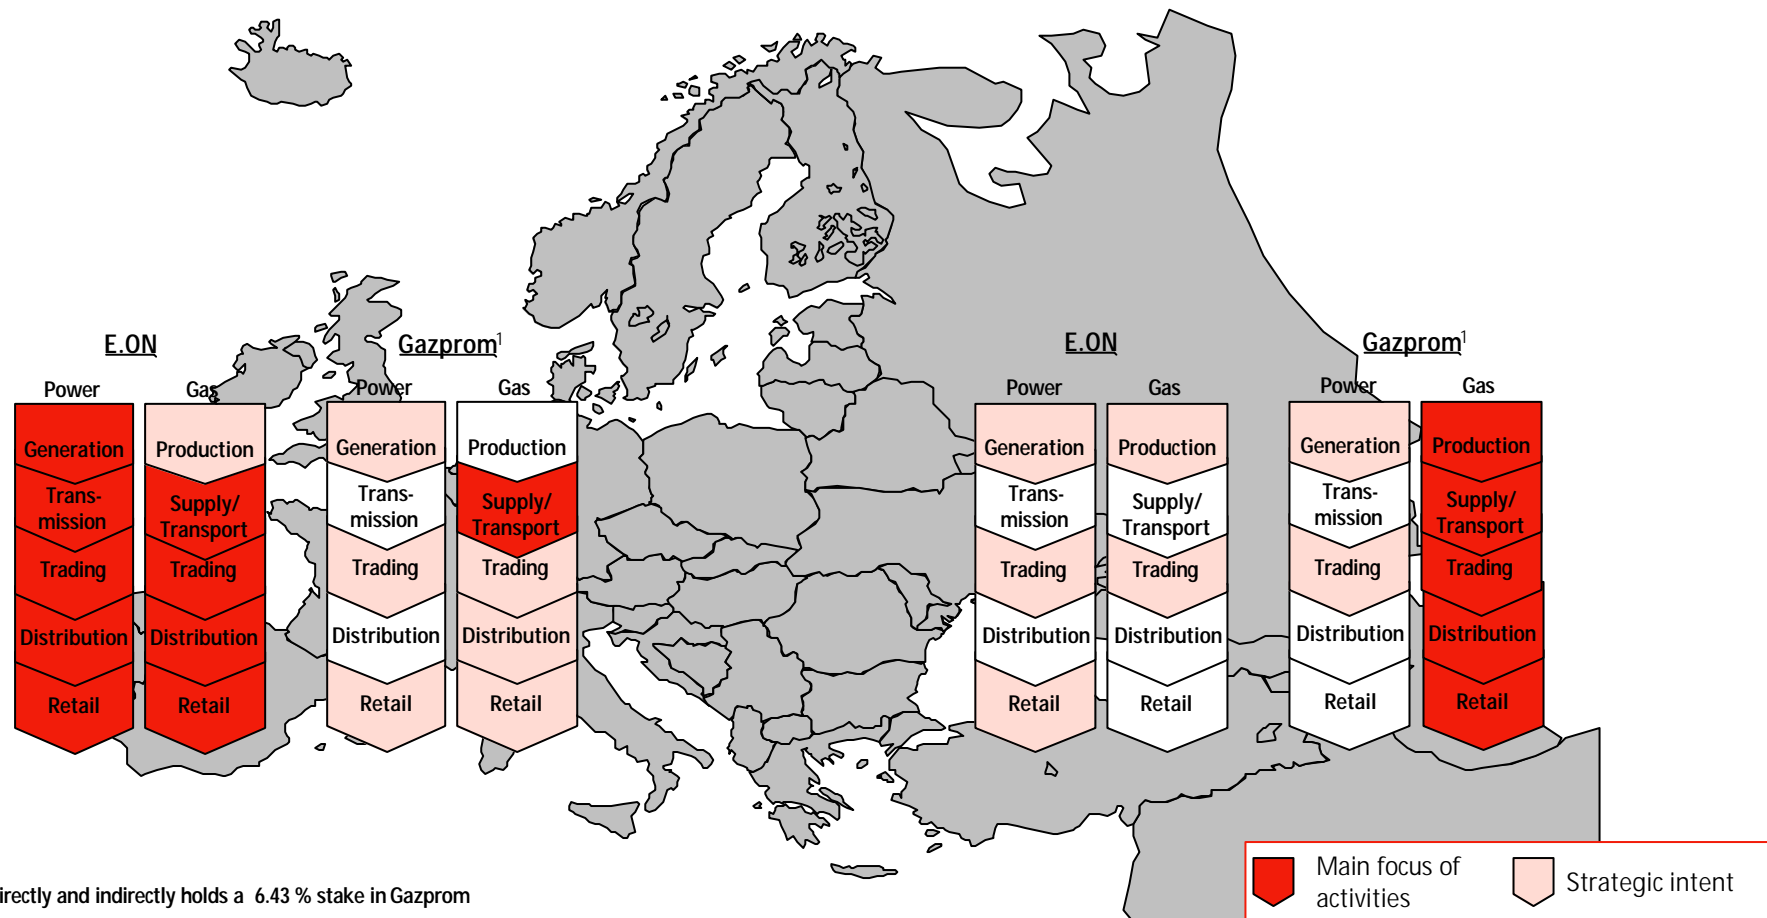 E.ON
Gazprom1
E.ON
Gazprom1
Power
Gas
Power
Gas
Power
Gas
Power
Gas
Generation
Trans-
mission
Trading
Distribution
Retail
Production
Supply/
Transport
Trading
Distribution
Retail
Generation
Trans-
mission
Trading
Distribution
Retail
Production
Supply/
Transport
Trading
Distribution
Retail
Generation
Trans-
mission
Trading
Distribution
Retail
Production
Supply/
Transport
Trading
Distribution
Retail
Generation
Trans-
mission
Trading
Distribution
Retail
Production
Supply/
Transport
Trading
Distribution
Retail
Main focus of
activities
Strategic intent
and indirectly holds a 6.43 % stake in Gazprom